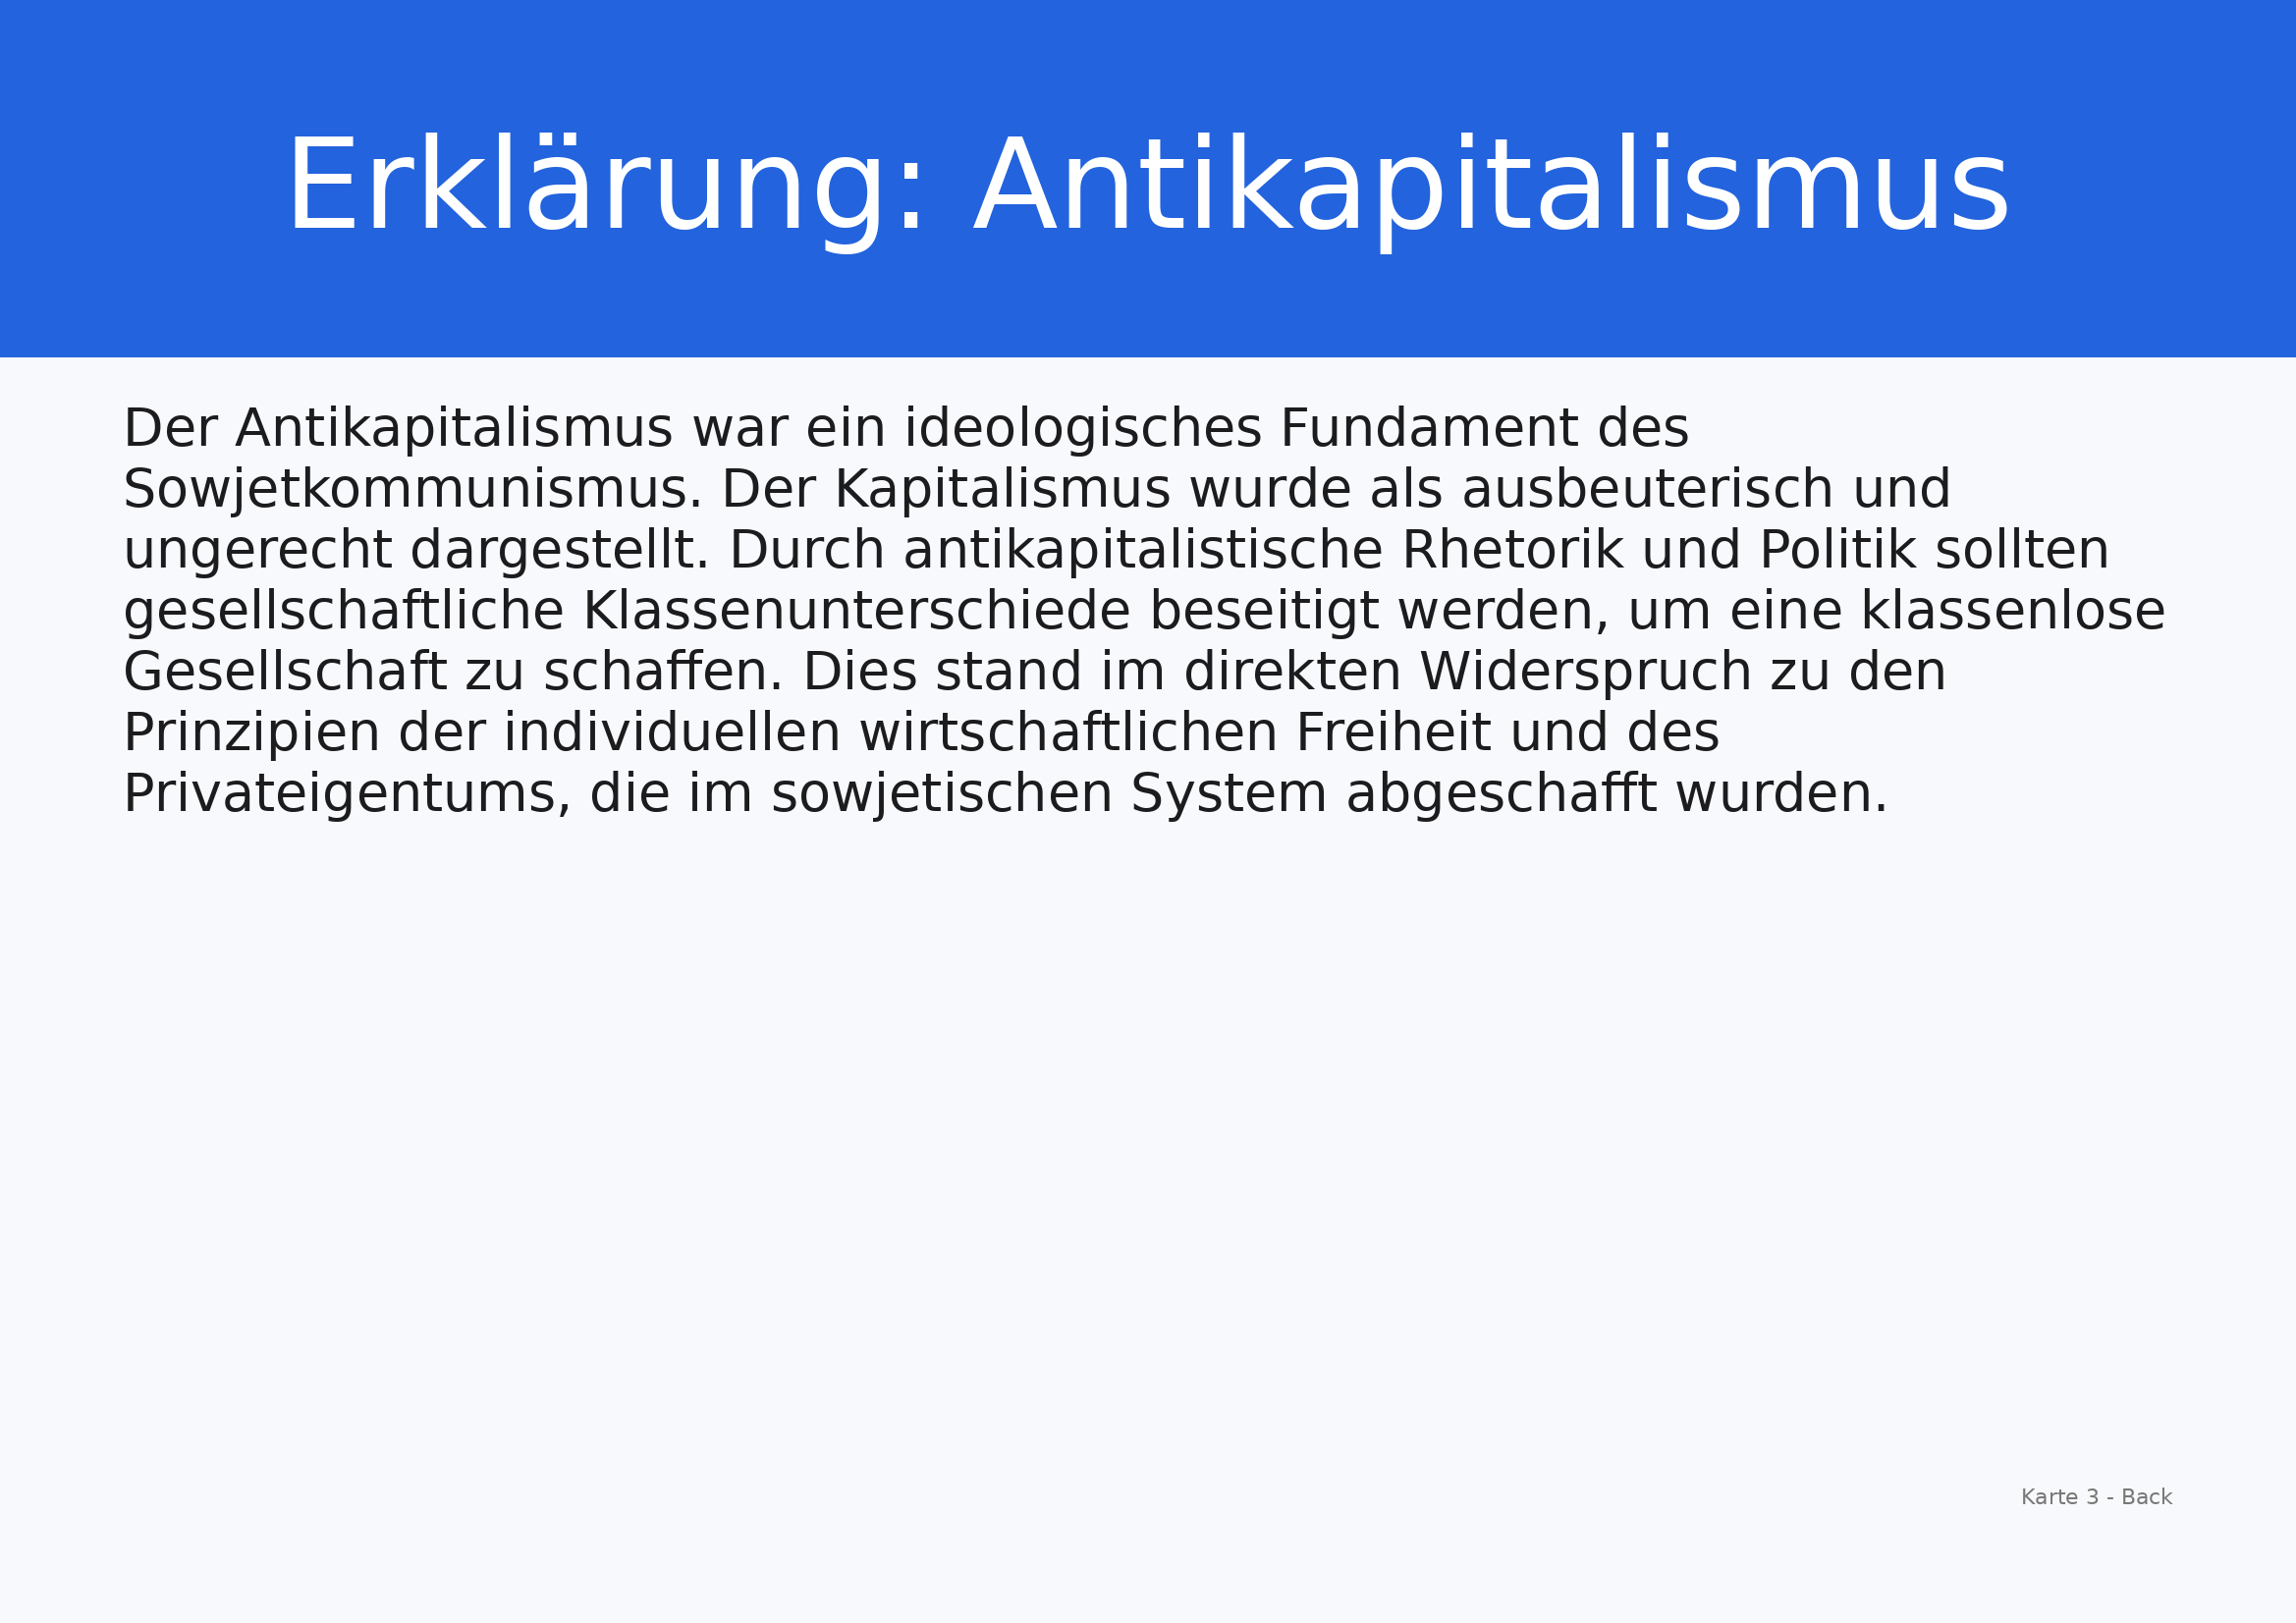 Erklärung: Antikapitalismus
Der Antikapitalismus war ein ideologisches Fundament des
Sowjetkommunismus. Der Kapitalismus wurde als ausbeuterisch und
ungerecht dargestellt. Durch antikapitalistische Rhetorik und Politik sollten
gesellschaftliche Klassenunterschiede beseitigt werden, um eine klassenlose
Gesellschaft zu schaffen. Dies stand im direkten Widerspruch zu den
Prinzipien der individuellen wirtschaftlichen Freiheit und des
Privateigentums, die im sowjetischen System abgeschafft wurden.
Karte 3 - Back